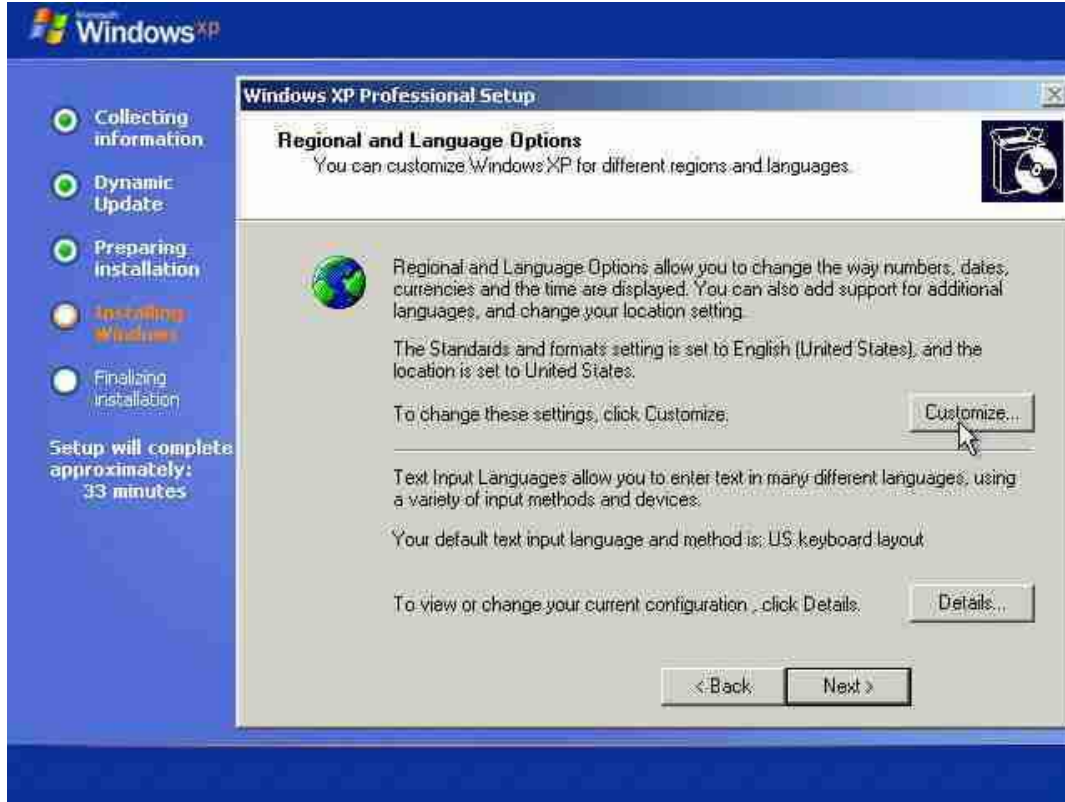 Microsoft
Windows xp
Collecting
information
Dynamic
Update
Preparing
installation
Installing
Windows
Finalizing
installation
Setup will complete
approximately:
33 minutes
Windows XP Professional Setup
Regional and Language Options
You can customize Windows XP for different regions and languages.
Regional and Language Options allow you to change the way numbers, dates,
currencies and the time are displayed. You can also add support for additional
languages, and change your location setting.
The Standards and formats setting is set to English (United States), and the
location is set to United States.
To change these settings, click Customize.
Customize...
Text Input Languages allow you to enter text in many different languages, using
a variety of input methods and devices.
Your default text input language and method is: US keyboard layout
To view or change your current configuration , click Details.
Details...
< Back
Next >